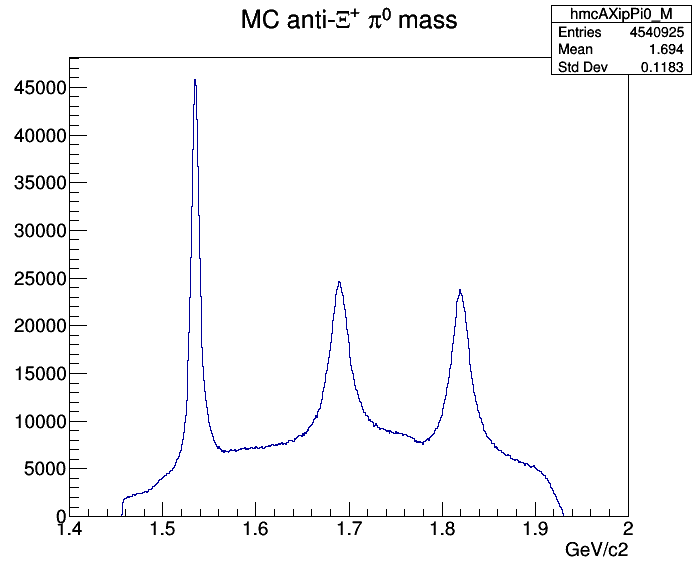 MC anti-Ξ⁺ π⁰ mass
hmcAXipPi0_M
Entries 4540925
Mean 1.694
Std Dev 0.1183
45000
40000
35000
30000
25000
20000
15000
10000
5000
0
1.4 1.5 1.6 1.7 1.8 1.9 2
GeV/c2